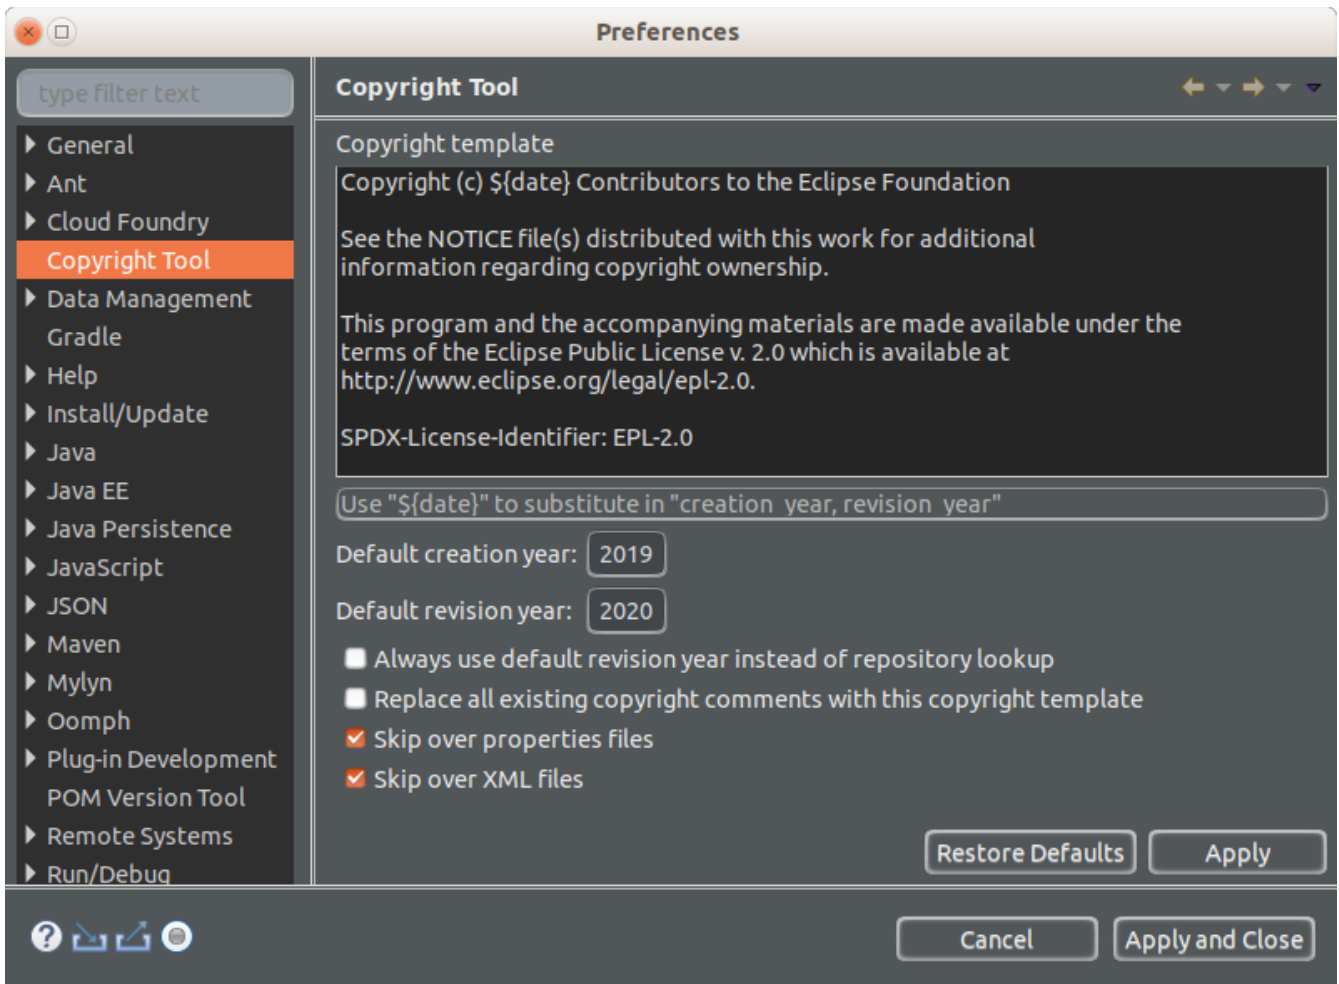 Preferences
type filter text
General
Ant
Cloud Foundry
Copyright Tool
Data Management
Gradle
Help
Install/Update
Java
Java EE
Java Persistence
JavaScript
JSON
Maven
Mylyn
Oomph
Plug-in Development
POM Version Tool
Remote Systems
Run/Debug
Copyright Tool
Copyright template
Copyright (c) ${date} Contributors to the Eclipse Foundation
See the NOTICE file(s) distributed with this work for additional
information regarding copyright ownership.
This program and the accompanying materials are made available under the
terms of the Eclipse Public License v. 2.0 which is available at
http://www.eclipse.org/legal/epl-2.0.
SPDX-License-Identifier: EPL-2.0
Use "${date}" to substitute in "creation_year, revision_year"
Default creation year: 2019
Default revision year: 2020
Always use default revision year instead of repository lookup
Replace all existing copyright comments with this copyright template
Skip over properties files
Skip over XML files
Restore Defaults
Apply
Cancel
Apply and Close